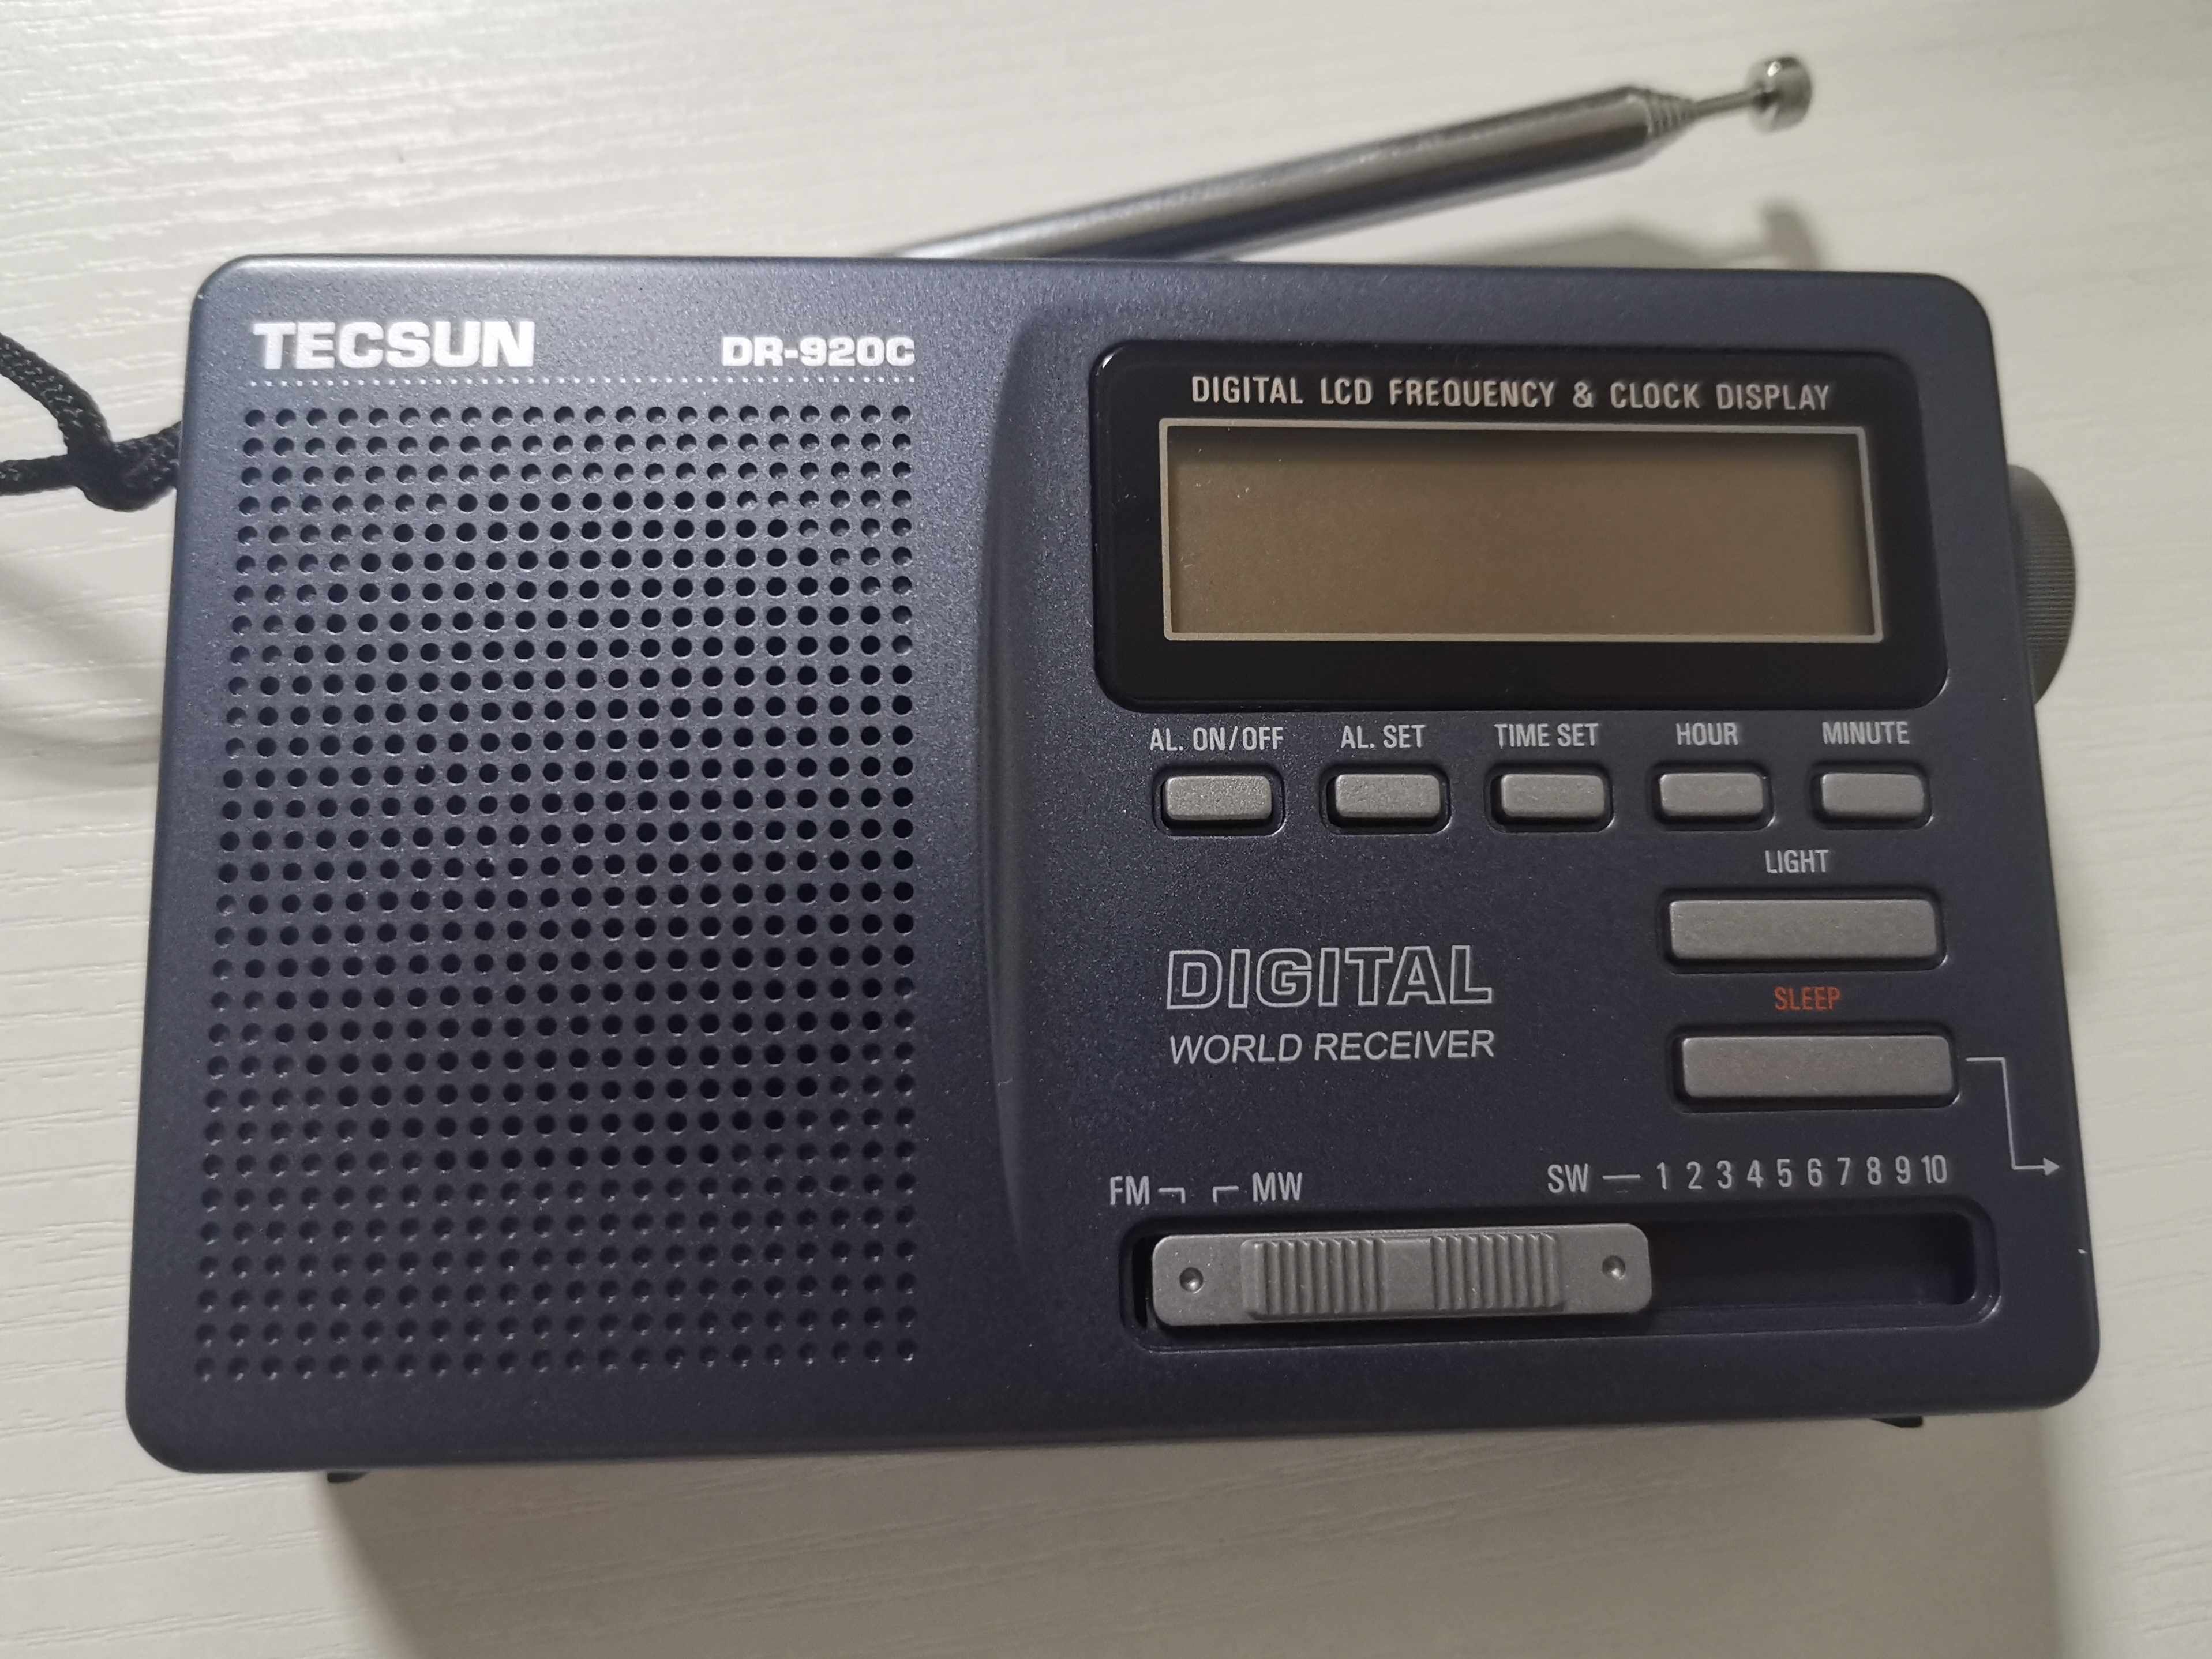 TECSUN DR-920C
DIGITAL LCD FREQUENCY & CLOCK DISPLAY
AL. ON/OFF AL. SET TIME SET HOUR MINUTE
LIGHT
DIGITAL
SLEEP
WORLD RECEIVER
FM MW SW — 1 2 3 4 5 6 7 8 9 10